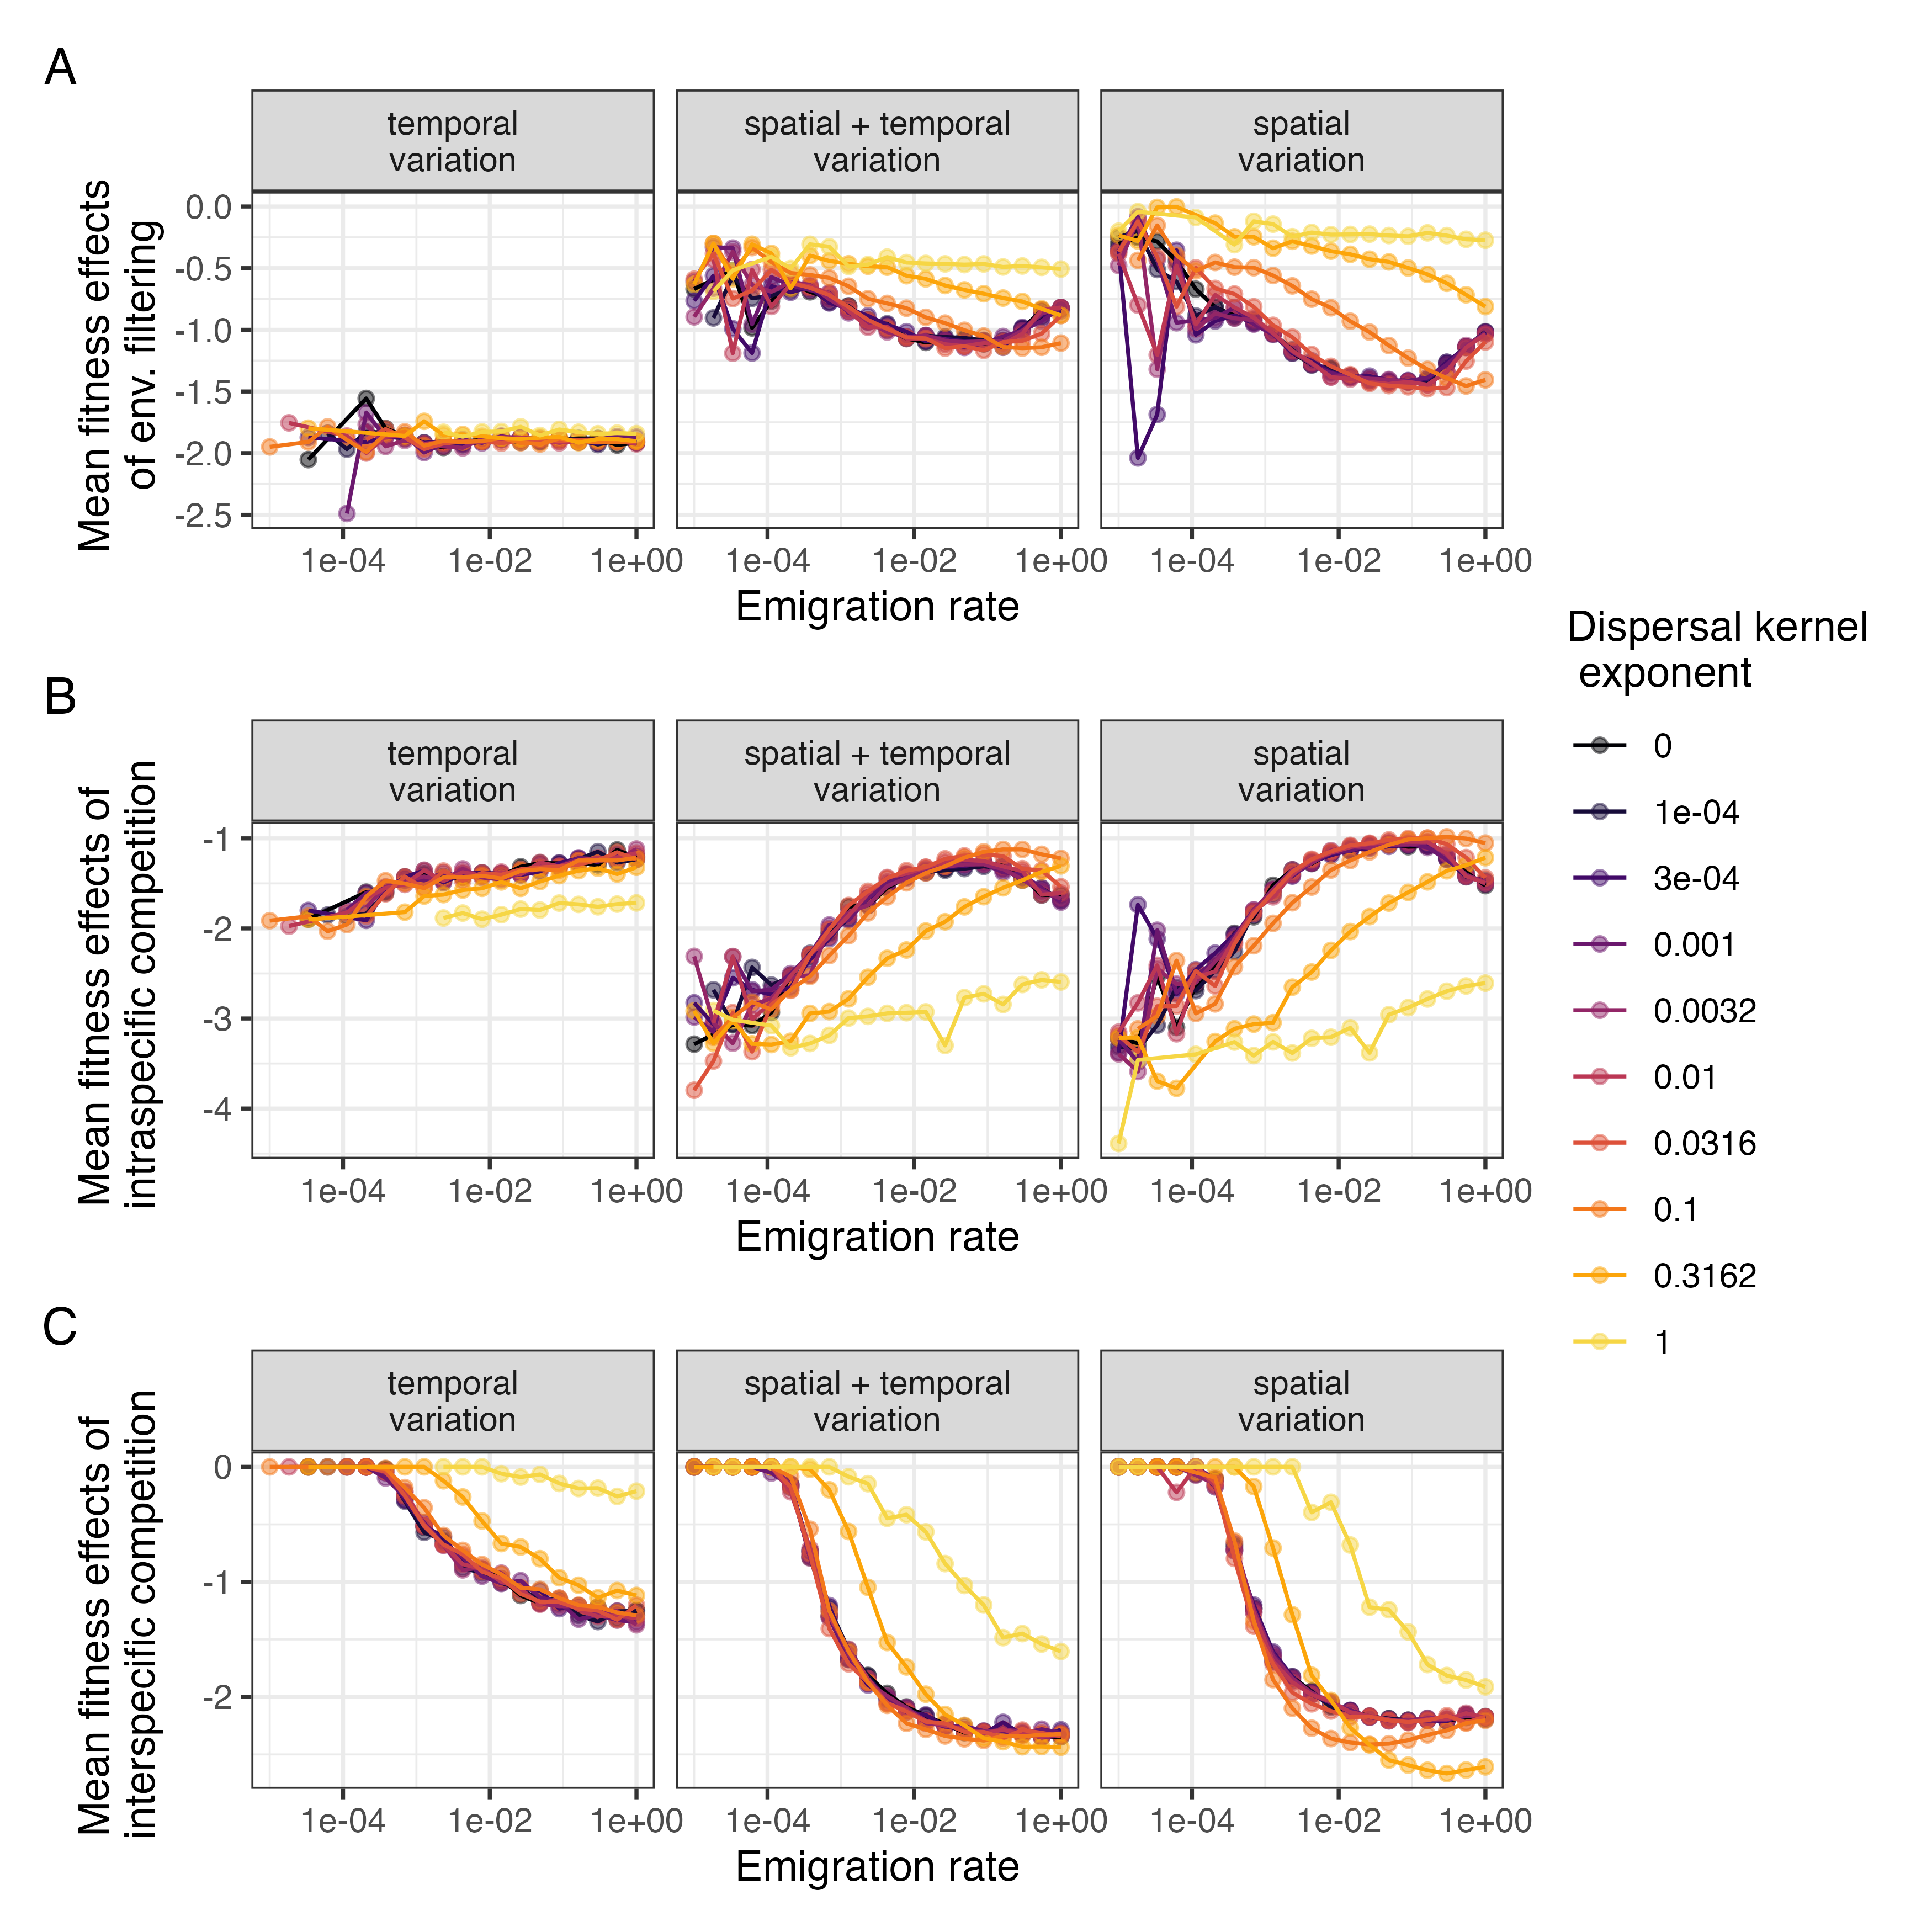 A
temporal
variation
spatial + temporal
variation
spatial
variation
Mean fitness effects
of env. filtering
0.0
-0.5
-1.0
-1.5
-2.0
-2.5
1e-04 1e-02 1e+00 1e-04 1e-02 1e+00 1e-04 1e-02 1e+00
Emigration rate
B
temporal
variation
spatial + temporal
variation
spatial
variation
Mean fitness effects of
intraspecific competition
-1
-2
-3
-4
1e-04 1e-02 1e+00 1e-04 1e-02 1e+00 1e-04 1e-02 1e+00
Emigration rate
C
temporal
variation
spatial + temporal
variation
spatial
variation
Mean fitness effects of
interspecific competition
0
-1
-2
1e-04 1e-02 1e+00 1e-04 1e-02 1e+00 1e-04 1e-02 1e+00
Emigration rate
Dispersal kernel
exponent
0
1e-04
3e-04
0.001
0.0032
0.01
0.0316
0.1
0.3162
1